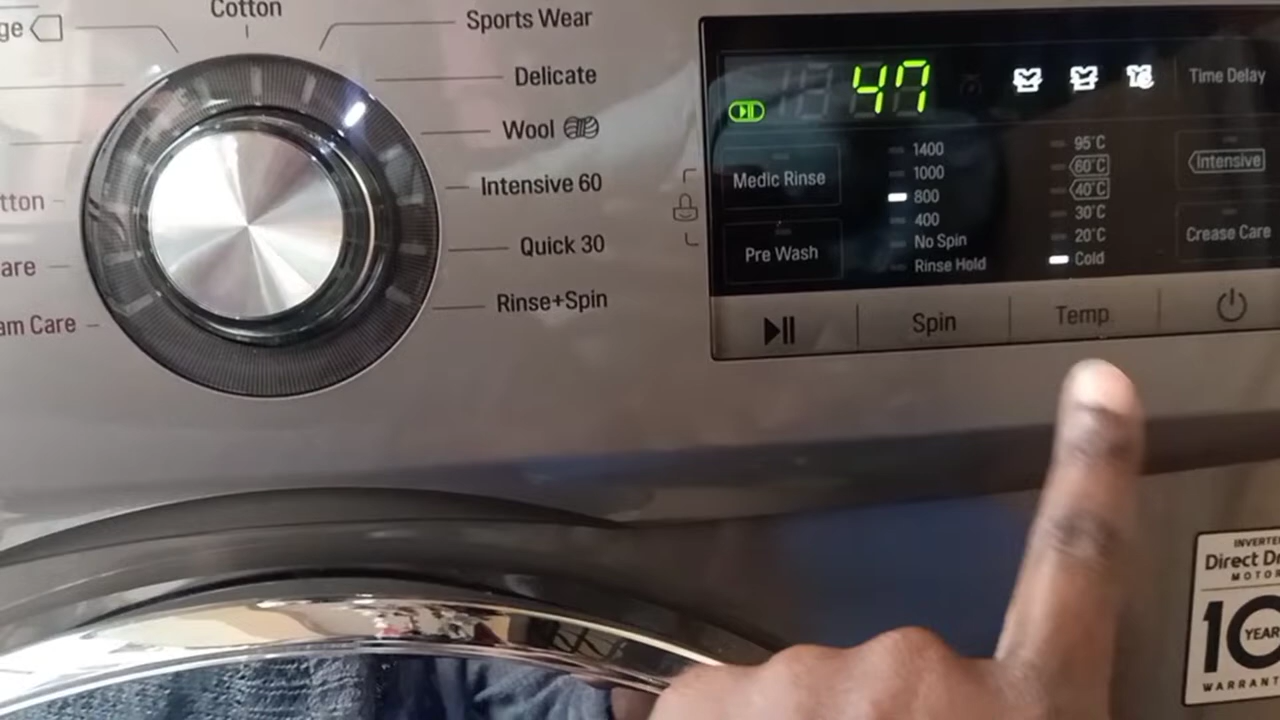 Cotton
Sports Wear
Delicate
Wool
Intensive 60
Quick 30
Rinse+Spin
am Care
47
Time Delay
Medic Rinse
Pre Wash
1400
1000
800
400
No Spin
Rinse Hold
95°C
60°C
40°C
30°C
20°C
Cold
Intensive
Crease Care
Spin
Temp.
Direct
10
YEAR